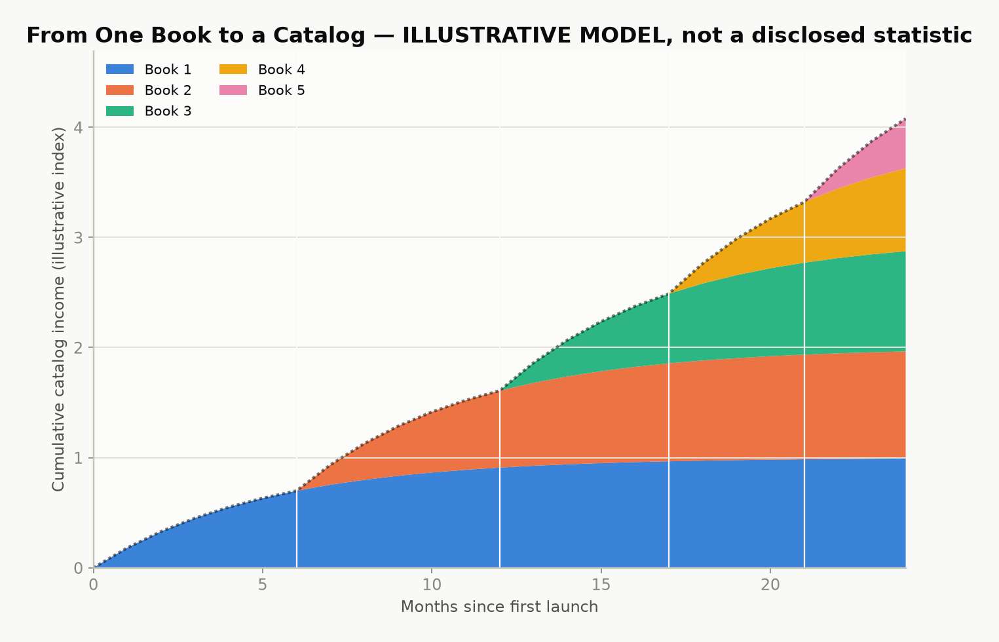 From One Book to a Catalog — ILLUSTRATIVE MODEL, not a disclosed statistic
Book 1
Book 2
Book 3
Book 4
Book 5
Cumulative catalog income (illustrative index)
4
3
2
1
0
0 5 10 15 20
Months since first launch